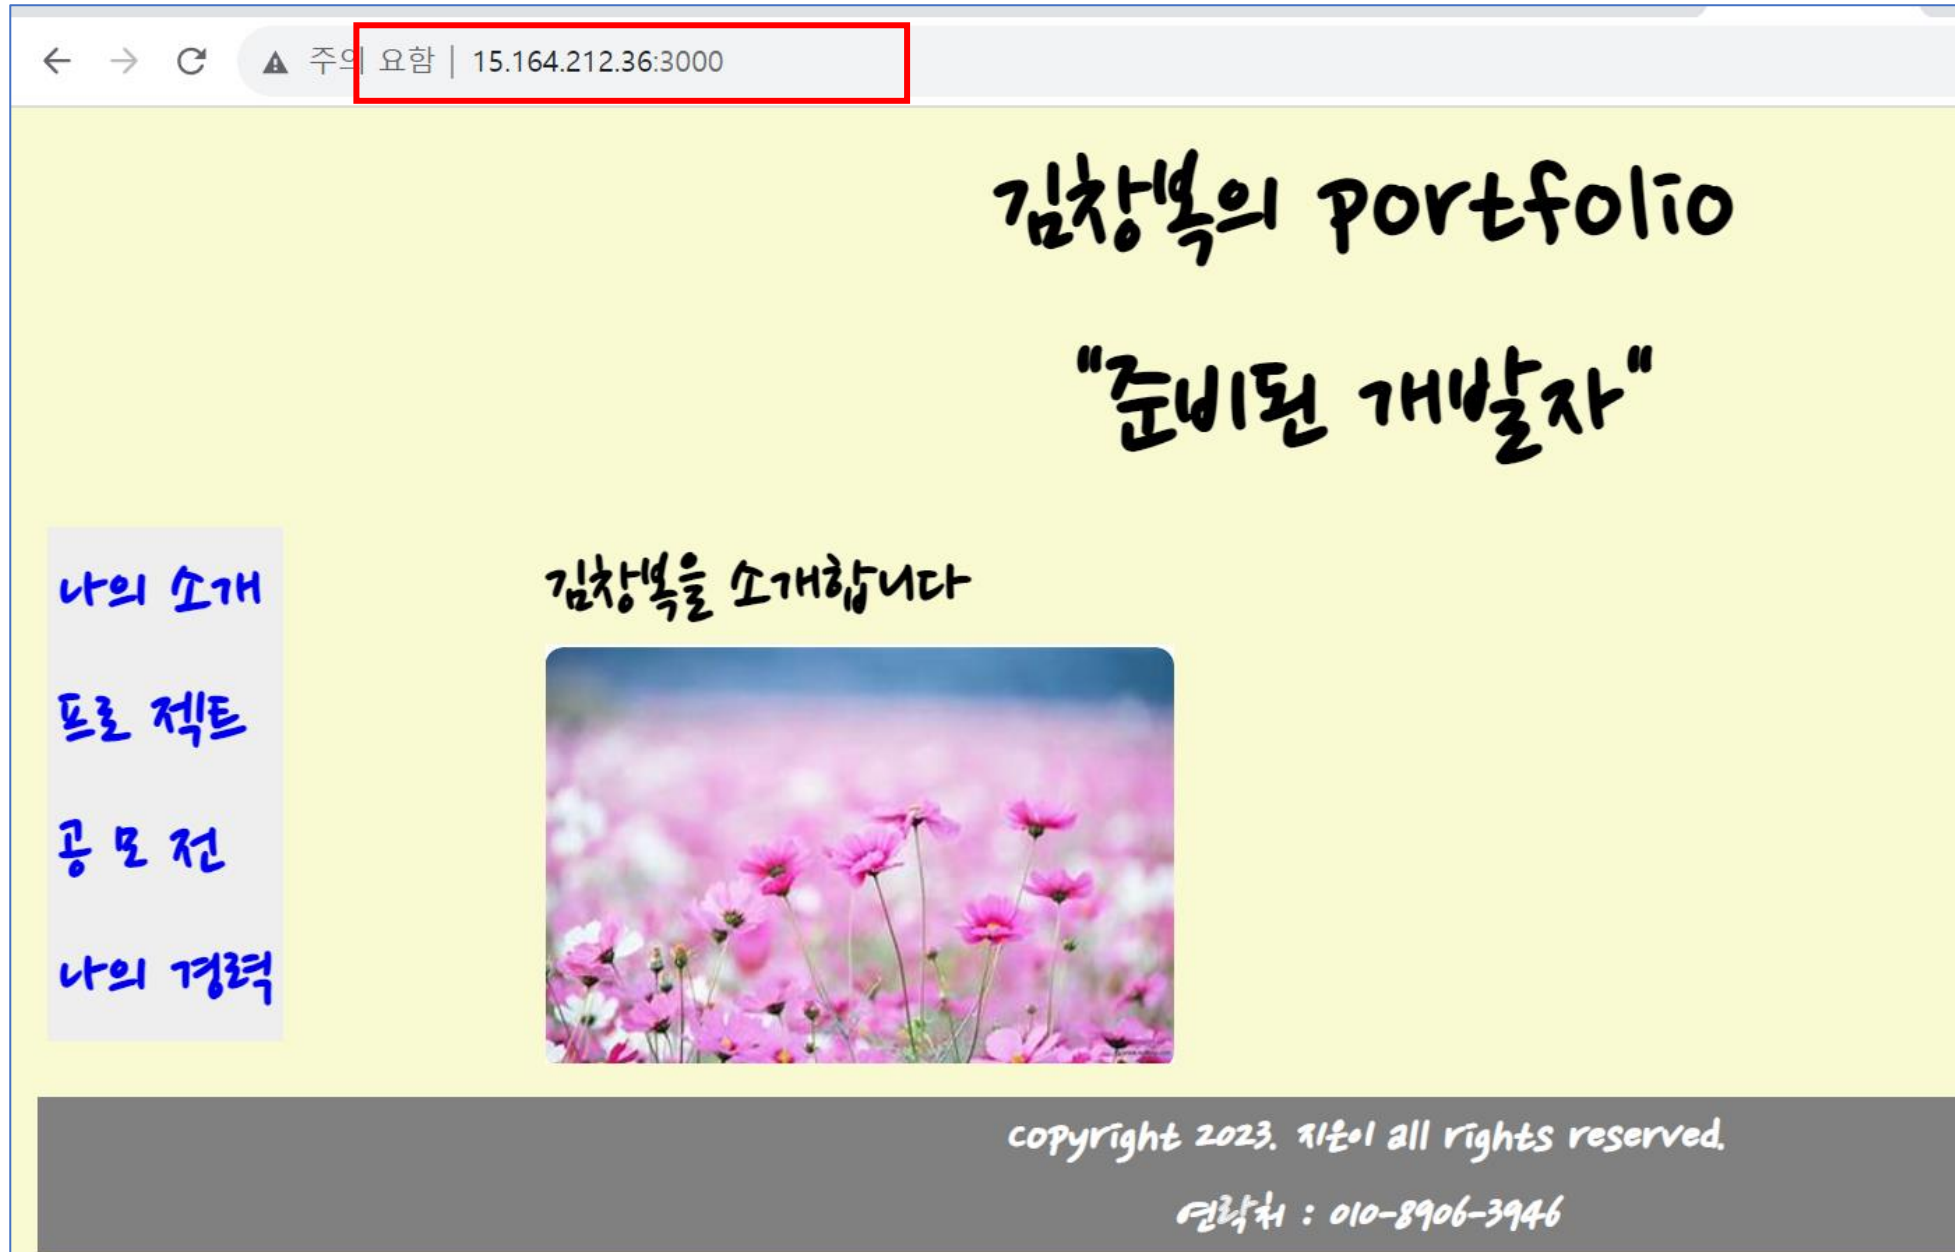 주의 요함 | 15.164.212.36:3000
김창복의 portfolio
"준비된 개발자"
나의 소개
프로 젝트
공 모 전
나의 경력
김창복을 소개합니다
copyright 2023. 지은이 all rights reserved.
연락처 : 010-8906-3946